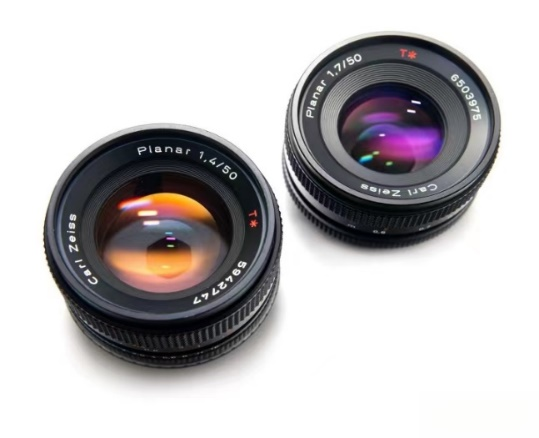 Planar 1,4/50 T* 5942747
Carl Zeiss
Planar 1.7/50 T* 6503975
Carl Zeiss